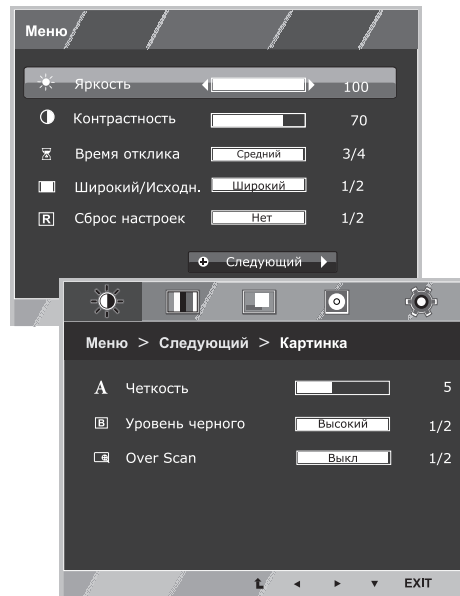 Меню
Яркость 100
Контрастность 70
Время отклика Средний 3/4
Широкий/Исходн. Широкий 1/2
R Сброс настроек Нет 1/2
Следующий
Меню > Следующий > Картинка
A Четкость 5
B Уровень черного Высокий 1/2
Over Scan Выкл 1/2
EXIT